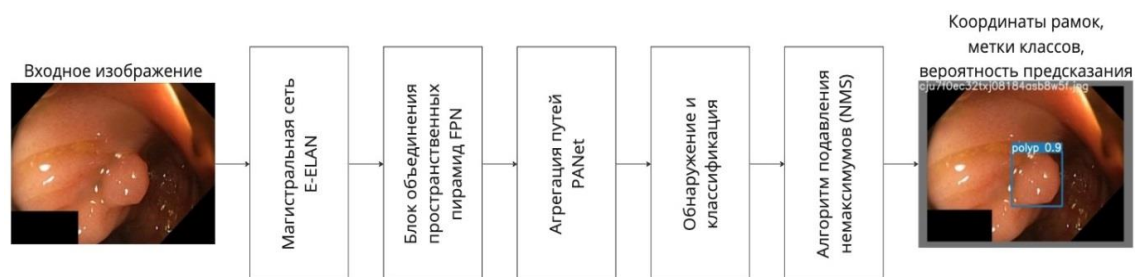 Входное изображение
Магистральная сеть
E-ELAN
Блок объединения
пространственных
пирамид FPN
Агрегация путей
PANet
Обнаружение и
классификация
Алгоритм подавления
немаксимумов (NMS)
Координаты рамок,
метки классов,
вероятность предсказания
polyp 0.9